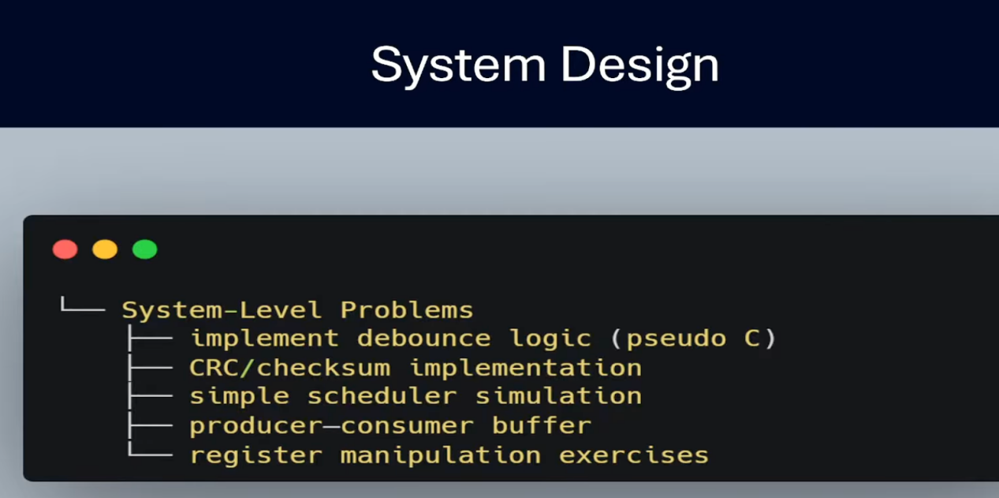 System Design
└── System-Level Problems
├── implement debounce logic (pseudo C)
├── CRC/checksum implementation
├── simple scheduler simulation
├── producer–consumer buffer
└── register manipulation exercises